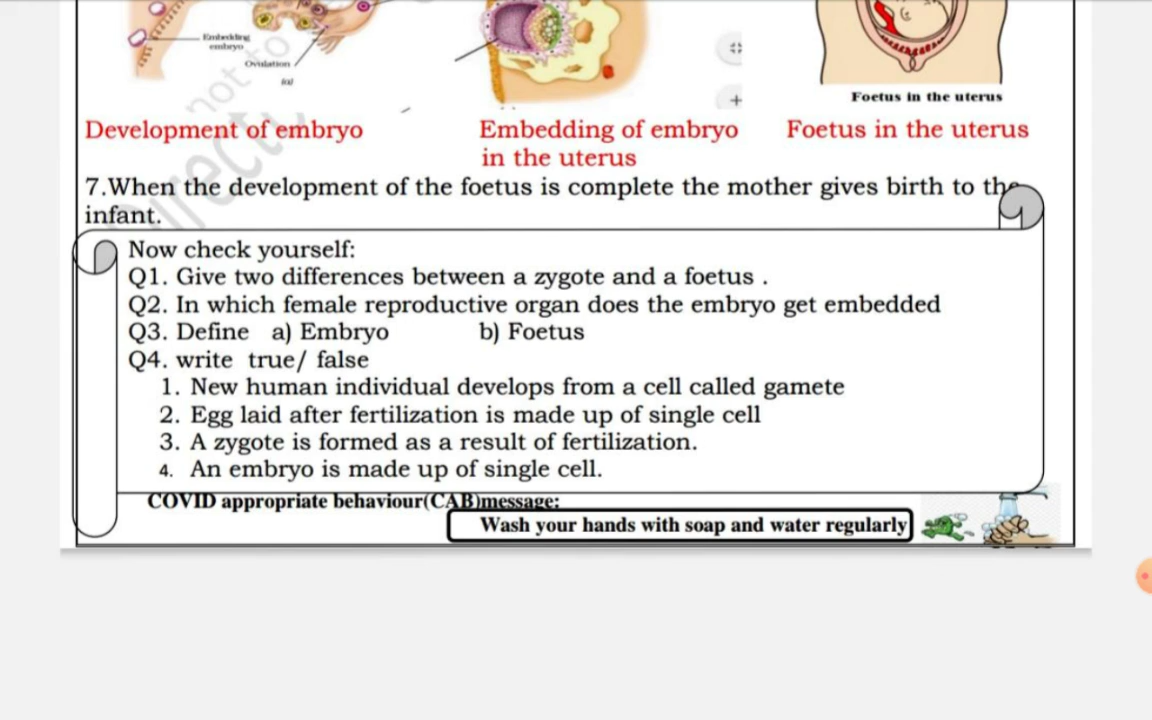 Embedding
embryo
Ovulation
(a)
not to
Foetus in the uterus
Development of embryo
Embedding of embryo
in the uterus
Foetus in the uterus
7.When the development of the foetus is complete the mother gives birth to the
infant.
Now check yourself:
Q1. Give two differences between a zygote and a foetus .
Q2. In which female reproductive organ does the embryo get embedded
Q3. Define a) Embryo b) Foetus
Q4. write true/ false
1. New human individual develops from a cell called gamete
2. Egg laid after fertilization is made up of single cell
3. A zygote is formed as a result of fertilization.
4. An embryo is made up of single cell.
COVID appropriate behaviour(CAB)message:
Wash your hands with soap and water regularly